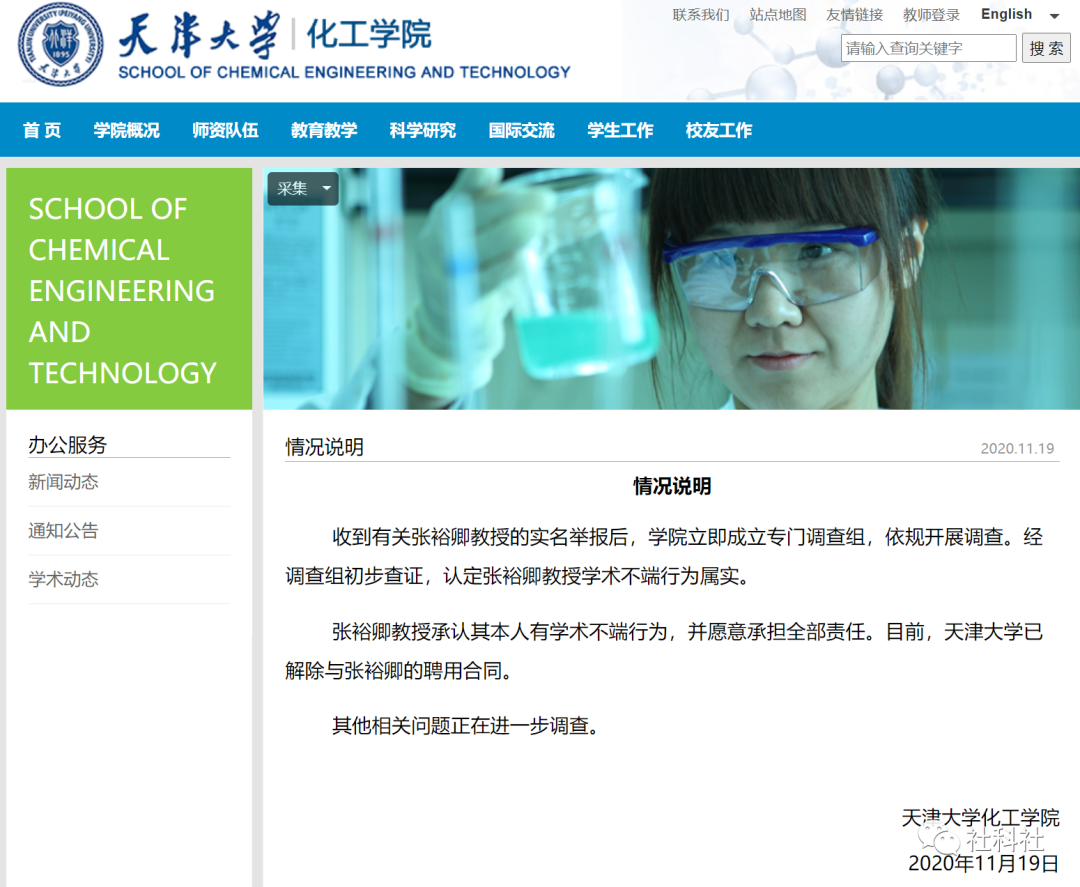 联系我们 站点地图 友情链接 教师登录 English
天津大学 化工学院
SCHOOL OF CHEMICAL ENGINEERING AND TECHNOLOGY
请输入查询关键字 搜 索
1895
首 页 学院概况 师资队伍 教育教学 科学研究 国际交流 学生工作 校友工作
SCHOOL OF
CHEMICAL
ENGINEERING
AND
TECHNOLOGY
采集
办公服务
新闻动态
通知公告
学术动态
情况说明 2020.11.19
情况说明
收到有关张裕卿教授的实名举报后，学院立即成立专门调查组，依规开展调查。经
调查组初步查证，认定张裕卿教授学术不端行为属实。
张裕卿教授承认其本人有学术不端行为，并愿意承担全部责任。目前，天津大学已
解除与张裕卿的聘用合同。
其他相关问题正在进一步调查。
天津大学化工学院
社科社
2020年11月19日